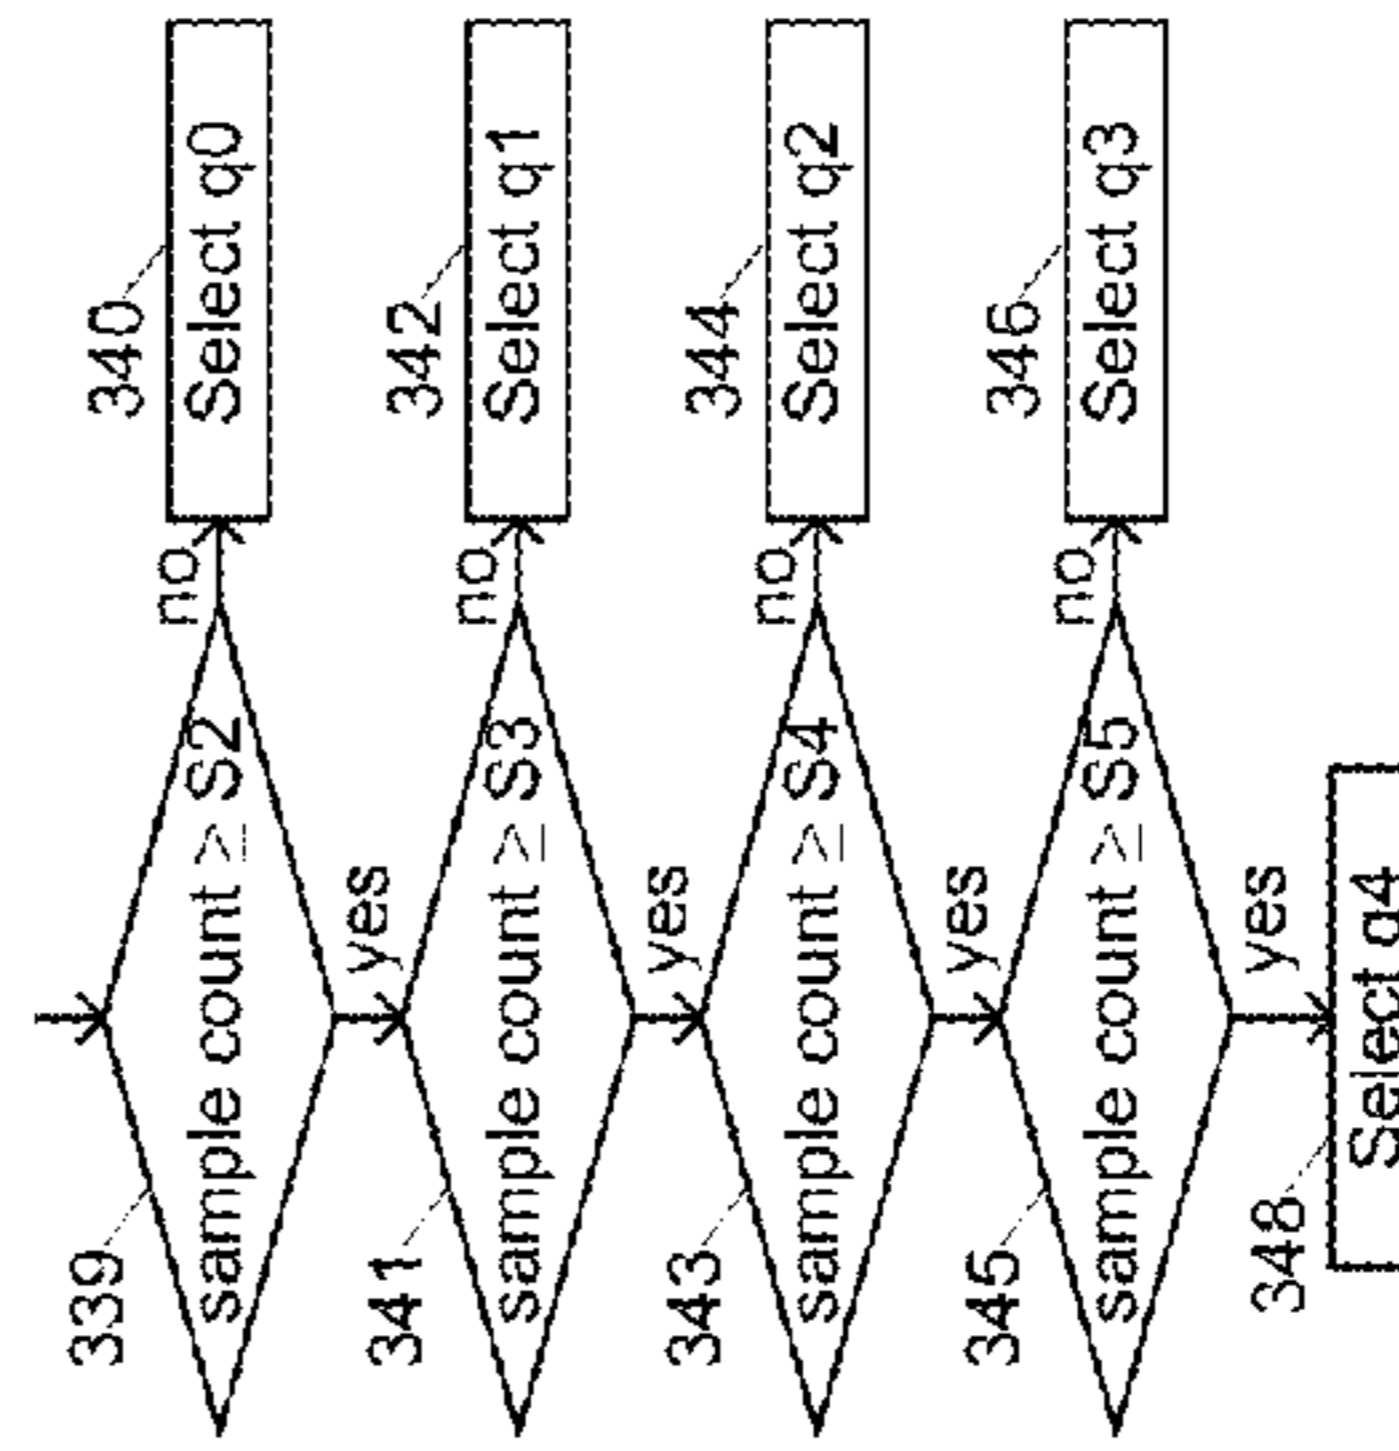 339
sample count ≥ S2
no
340
Select q0
yes
341
sample count ≥ S3
no
342
Select q1
yes
343
sample count ≥ S4
no
344
Select q2
yes
345
sample count ≥ S5
no
346
Select q3
yes
348
Select q4